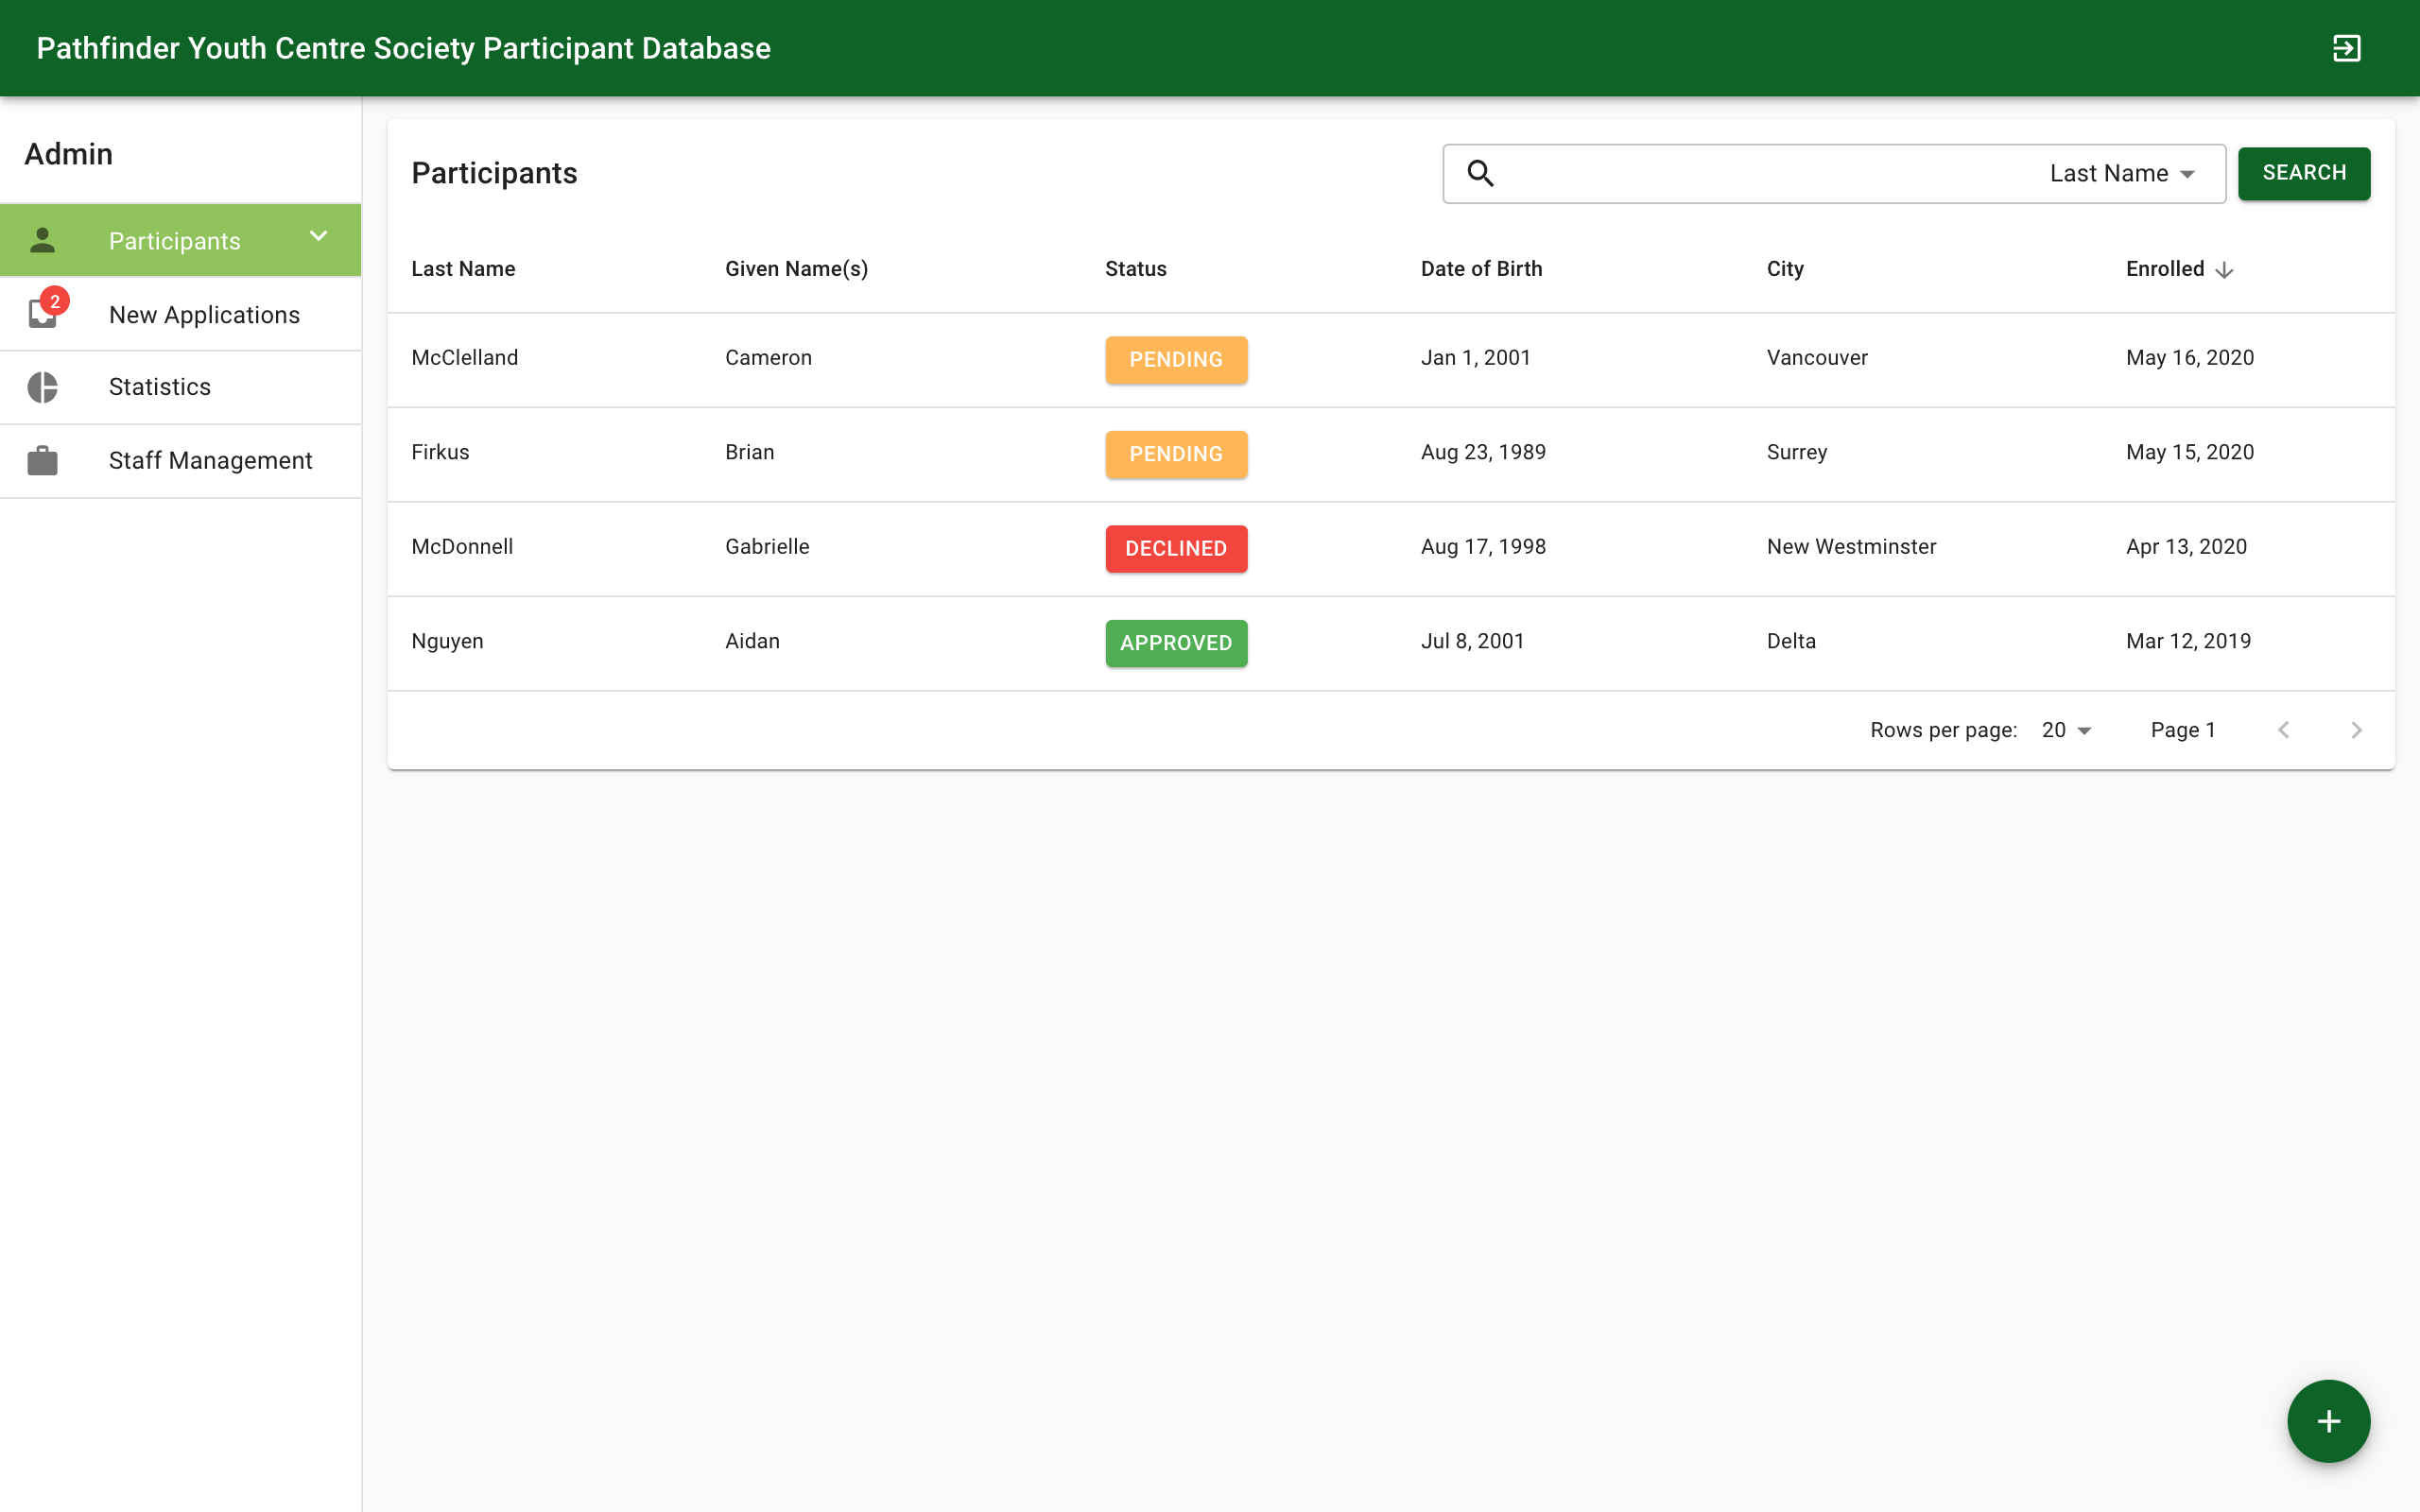 Pathfinder Youth Centre Society Participant Database
Admin
Participants
2
New Applications
Statistics
Staff Management
Participants
Last Name
SEARCH
Last Name Given Name(s) Status Date of Birth City Enrolled
McClelland Cameron PENDING Jan 1, 2001 Vancouver May 16, 2020
Firkus Brian PENDING Aug 23, 1989 Surrey May 15, 2020
McDonnell Gabrielle DECLINED Aug 17, 1998 New Westminster Apr 13, 2020
Nguyen Aidan APPROVED Jul 8, 2001 Delta Mar 12, 2019
Rows per page: 20 Page 1